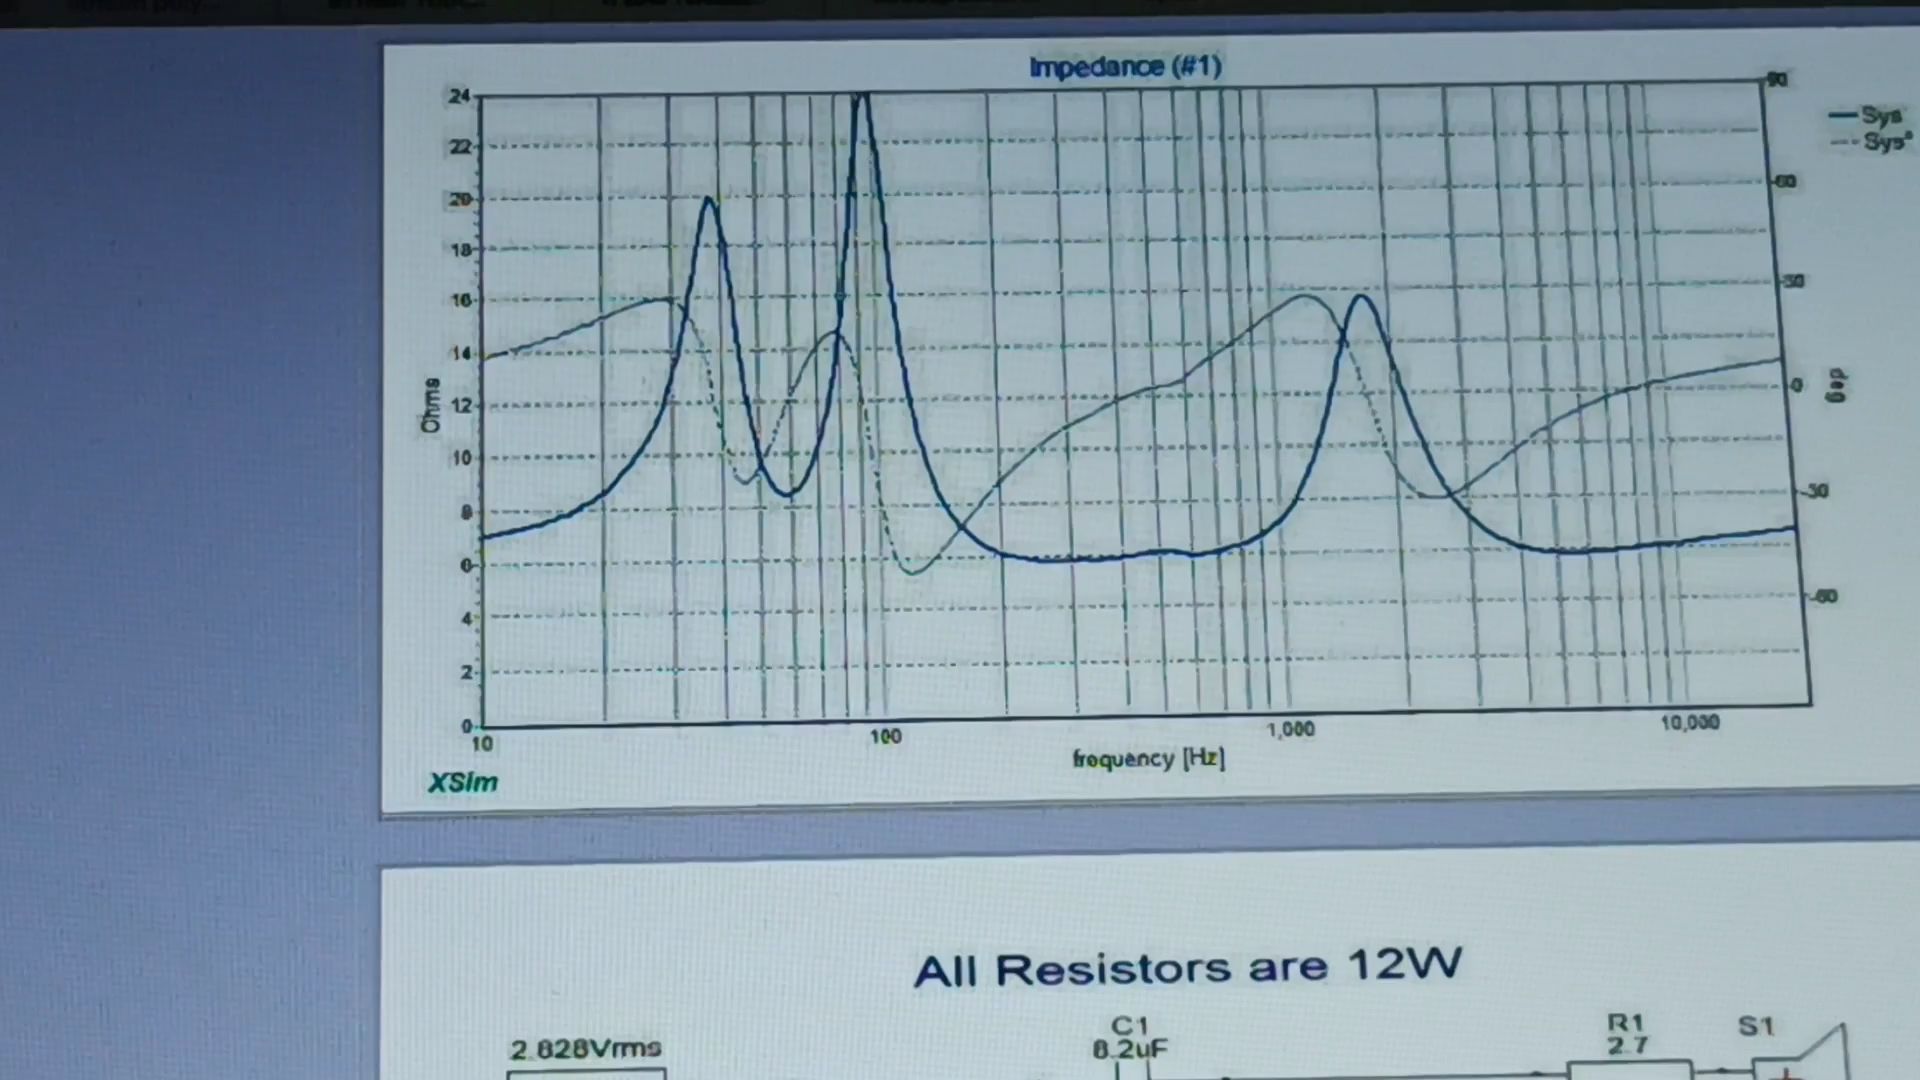 Impedance (#1)
24
22
20
18
16
14
12
10
8
6
4
2
0
Ohms
90
60
30
0
-30
-60
deg
Sys
Sys°
10
100
1,000
10,000
frequency [Hz]
XSim
All Resistors are 12W
2.828Vrms
C1
8.2uF
R1
2.7
S1